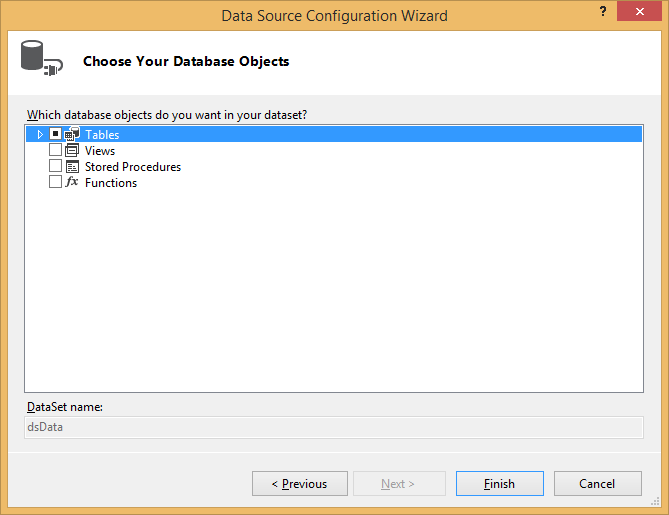 Data Source Configuration Wizard
?
Choose Your Database Objects
Which database objects do you want in your dataset?
Tables
Views
Stored Procedures
fx Functions
DataSet name:
dsData
< Previous
Next >
Finish
Cancel